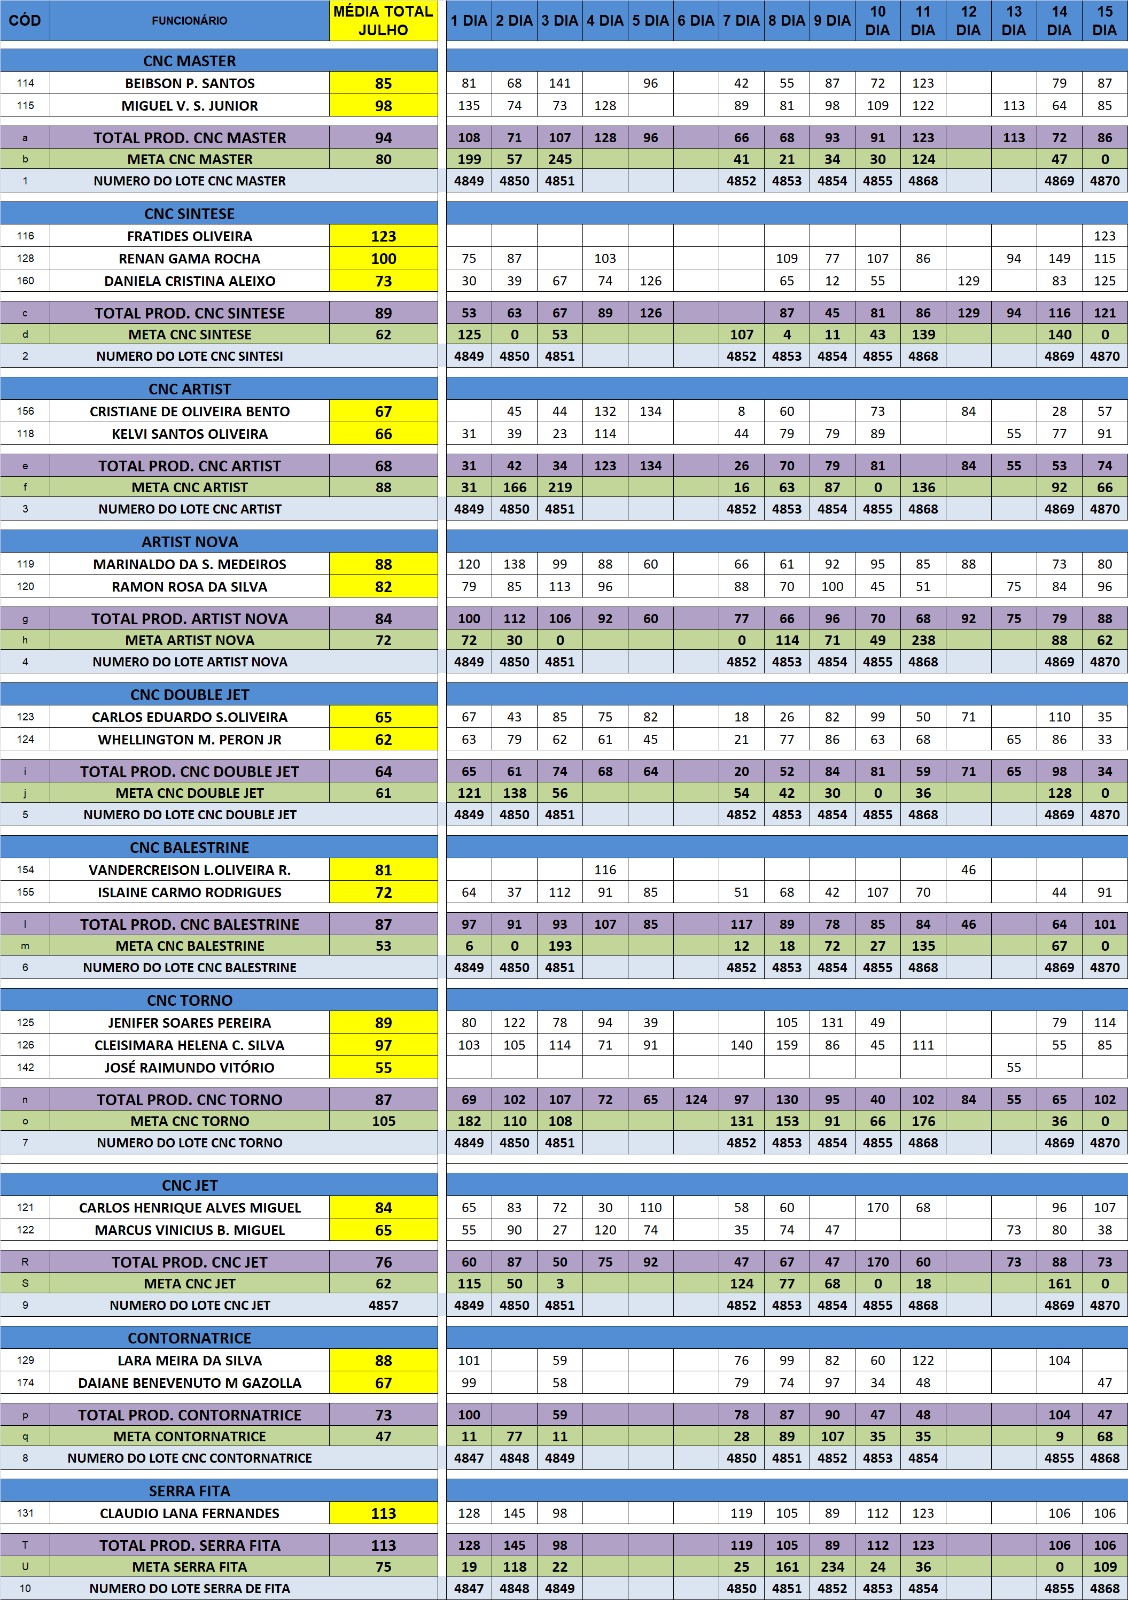 CÓD FUNCIONÁRIO MÉDIA TOTAL JULHO 1 DIA 2 DIA 3 DIA 4 DIA 5 DIA 6 DIA 7 DIA 8 DIA 9 DIA 10 DIA 11 DIA 12 DIA 13 DIA 14 DIA 15 DIA
CNC MASTER
114 BEIBSON P. SANTOS 85 81 68 141 96 42 55 87 72 123 79 87
115 MIGUEL V. S. JUNIOR 98 135 74 73 128 89 81 98 109 122 113 64 85
a TOTAL PROD. CNC MASTER 94 108 71 107 128 96 66 68 93 91 123 113 72 86
b META CNC MASTER 80 199 57 245 41 21 34 30 124 47 0
1 NUMERO DO LOTE CNC MASTER 4849 4850 4851 4852 4853 4854 4855 4868 4869 4870
CNC SINTESE
116 FRATIDES OLIVEIRA 123 123
128 RENAN GAMA ROCHA 100 75 87 103 109 77 107 86 94 149 115
160 DANIELA CRISTINA ALEIXO 73 30 39 67 74 126 65 12 55 129 83 125
c TOTAL PROD. CNC SINTESE 89 53 63 67 89 126 87 45 81 86 129 94 116 121
d META CNC SINTESE 62 125 0 53 107 4 11 43 139 140 0
2 NUMERO DO LOTE CNC SINTESI 4849 4850 4851 4852 4853 4854 4855 4868 4869 4870
CNC ARTIST
156 CRISTIANE DE OLIVEIRA BENTO 67 45 44 132 134 8 60 73 84 28 57
118 KELVI SANTOS OLIVEIRA 66 31 39 23 114 44 79 79 89 55 77 91
e TOTAL PROD. CNC ARTIST 68 31 42 34 123 134 26 70 79 81 84 55 53 74
f META CNC ARTIST 88 31 166 219 16 63 87 0 136 92 66
3 NUMERO DO LOTE CNC ARTIST 4849 4850 4851 4852 4853 4854 4855 4868 4869 4870
ARTIST NOVA
119 MARINALDO DA S. MEDEIROS 88 120 138 99 88 60 66 61 92 95 85 88 73 80
120 RAMON ROSA DA SILVA 82 79 85 113 96 88 70 100 45 51 75 84 96
g TOTAL PROD. ARTIST NOVA 84 100 112 106 92 60 77 66 96 70 68 92 75 79 88
h META ARTIST NOVA 72 72 30 0 0 114 71 49 238 88 62
4 NUMERO DO LOTE ARTIST NOVA 4849 4850 4851 4852 4853 4854 4855 4868 4869 4870
CNC DOUBLE JET
123 CARLOS EDUARDO S.OLIVEIRA 65 67 43 85 75 82 18 26 82 99 50 71 110 35
124 WHELLINGTON M. PERON JR 62 63 79 62 61 45 21 77 86 63 68 65 86 33
i TOTAL PROD. CNC DOUBLE JET 64 65 61 74 68 64 20 52 84 81 59 71 65 98 34
j META CNC DOUBLE JET 61 121 138 56 54 42 30 0 36 128 0
5 NUMERO DO LOTE CNC DOUBLE JET 4849 4850 4851 4852 4853 4854 4855 4868 4869 4870
CNC BALESTRINE
154 VANDERCREISON L.OLIVEIRA R. 81 116 46
155 ISLAINE CARMO RODRIGUES 72 64 37 112 91 85 51 68 42 107 70 44 91
l TOTAL PROD. CNC BALESTRINE 87 97 91 93 107 85 117 89 78 85 84 46 64 101
m META CNC BALESTRINE 53 6 0 193 12 18 72 27 135 67 0
6 NUMERO DO LOTE CNC BALESTRINE 4849 4850 4851 4852 4853 4854 4855 4868 4869 4870
CNC TORNO
125 JENIFER SOARES PEREIRA 89 80 122 78 94 39 105 131 49 79 114
126 CLEISIMARA HELENA C. SILVA 97 103 105 114 71 91 140 159 86 45 111 55 85
142 JOSÉ RAIMUNDO VITÓRIO 55 55
n TOTAL PROD. CNC TORNO 87 69 102 107 72 65 124 97 130 95 40 102 84 55 65 102
o META CNC TORNO 105 182 110 108 131 153 91 66 176 36 0
7 NUMERO DO LOTE CNC TORNO 4849 4850 4851 4852 4853 4854 4855 4868 4869 4870
CNC JET
121 CARLOS HENRIQUE ALVES MIGUEL 84 65 83 72 30 110 58 60 170 68 96 107
122 MARCUS VINICIUS B. MIGUEL 65 55 90 27 120 74 35 74 47 73 80 38
R TOTAL PROD. CNC JET 76 60 87 50 75 92 47 67 47 170 60 73 88 73
S META CNC JET 62 115 50 3 124 77 68 0 18 161 0
9 NUMERO DO LOTE CNC JET 4857 4849 4850 4851 4852 4853 4854 4855 4868 4869 4870
CONTORNATRICE
129 LARA MEIRA DA SILVA 88 101 59 76 99 82 60 122 104
174 DAIANE BENEVENUTO M GAZOLLA 67 99 58 79 74 97 34 48 47
p TOTAL PROD. CONTORNATRICE 73 100 59 78 87 90 47 48 104 47
q META CONTORNATRICE 47 11 77 11 28 89 107 35 35 9 68
8 NUMERO DO LOTE CNC CONTORNATRICE 4847 4848 4849 4850 4851 4852 4853 4854 4855 4868
SERRA FITA
131 CLAUDIO LANA FERNANDES 113 128 145 98 119 105 89 112 123 106 106
T TOTAL PROD. SERRA FITA 113 128 145 98 119 105 89 112 123 106 106
U META SERRA FITA 75 19 118 22 25 161 234 24 36 0 109
10 NUMERO DO LOTE SERRA DE FITA 4847 4848 4849 4850 4851 4852 4853 4854 4855 4868